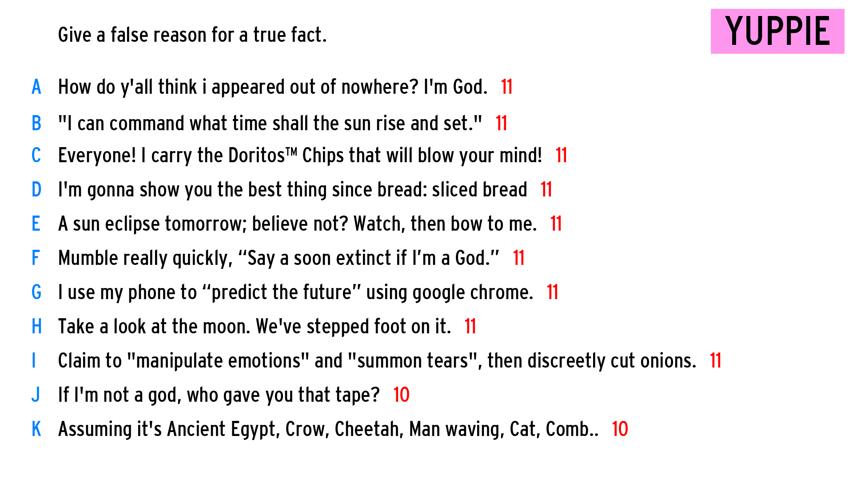 YUPPIE
Give a false reason for a true fact.
A How do y'all think i appeared out of nowhere? I'm God. 11
B "I can command what time shall the sun rise and set." 11
C Everyone! I carry the Doritos™ Chips that will blow your mind! 11
D I'm gonna show you the best thing since bread: sliced bread 11
E A sun eclipse tomorrow; believe not? Watch, then bow to me. 11
F Mumble really quickly, “Say a soon extinct if I’m a God.” 11
G I use my phone to “predict the future” using google chrome. 11
H Take a look at the moon. We've stepped foot on it. 11
I Claim to "manipulate emotions" and "summon tears", then discreetly cut onions. 11
J If I'm not a god, who gave you that tape? 10
K Assuming it's Ancient Egypt, Crow, Cheetah, Man waving, Cat, Comb.. 10